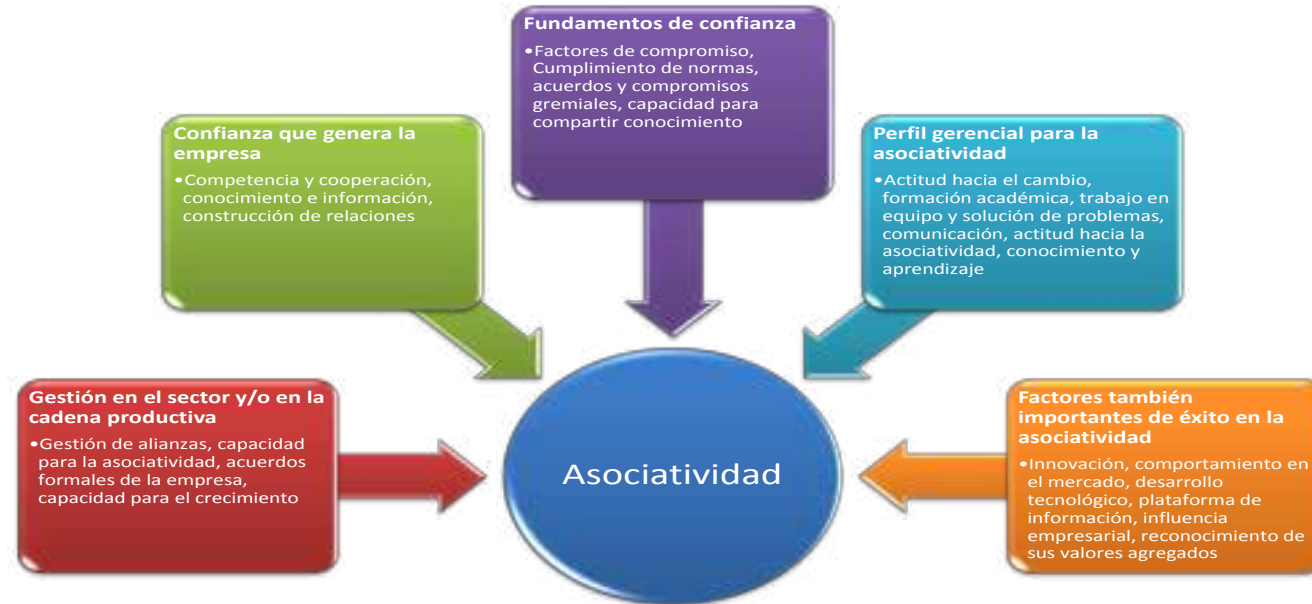 Fundamentos de confianza
•Factores de compromiso,
Cumplimiento de normas,
acuerdos y compromisos
gremiales, capacidad para
compartir conocimiento
Confianza que genera la
empresa
•Competencia y cooperación,
conocimiento e información,
construcción de relaciones
Perfil gerencial para la
asociatividad
•Actitud hacia el cambio,
formación académica, trabajo en
equipo y solución de problemas,
comunicación, actitud hacia la
asociatividad, conocimiento y
aprendizaje
Gestión en el sector y/o en la
cadena productiva
•Gestión de alianzas, capacidad
para la asociatividad, acuerdos
formales de la empresa,
capacidad para el crecimiento
Asociatividad
Factores también
importantes de éxito en la
asociatividad
•Innovación, comportamiento en
el mercado, desarrollo
tecnológico, plataforma de
información, influencia
empresarial, reconocimiento de
sus valores agregados